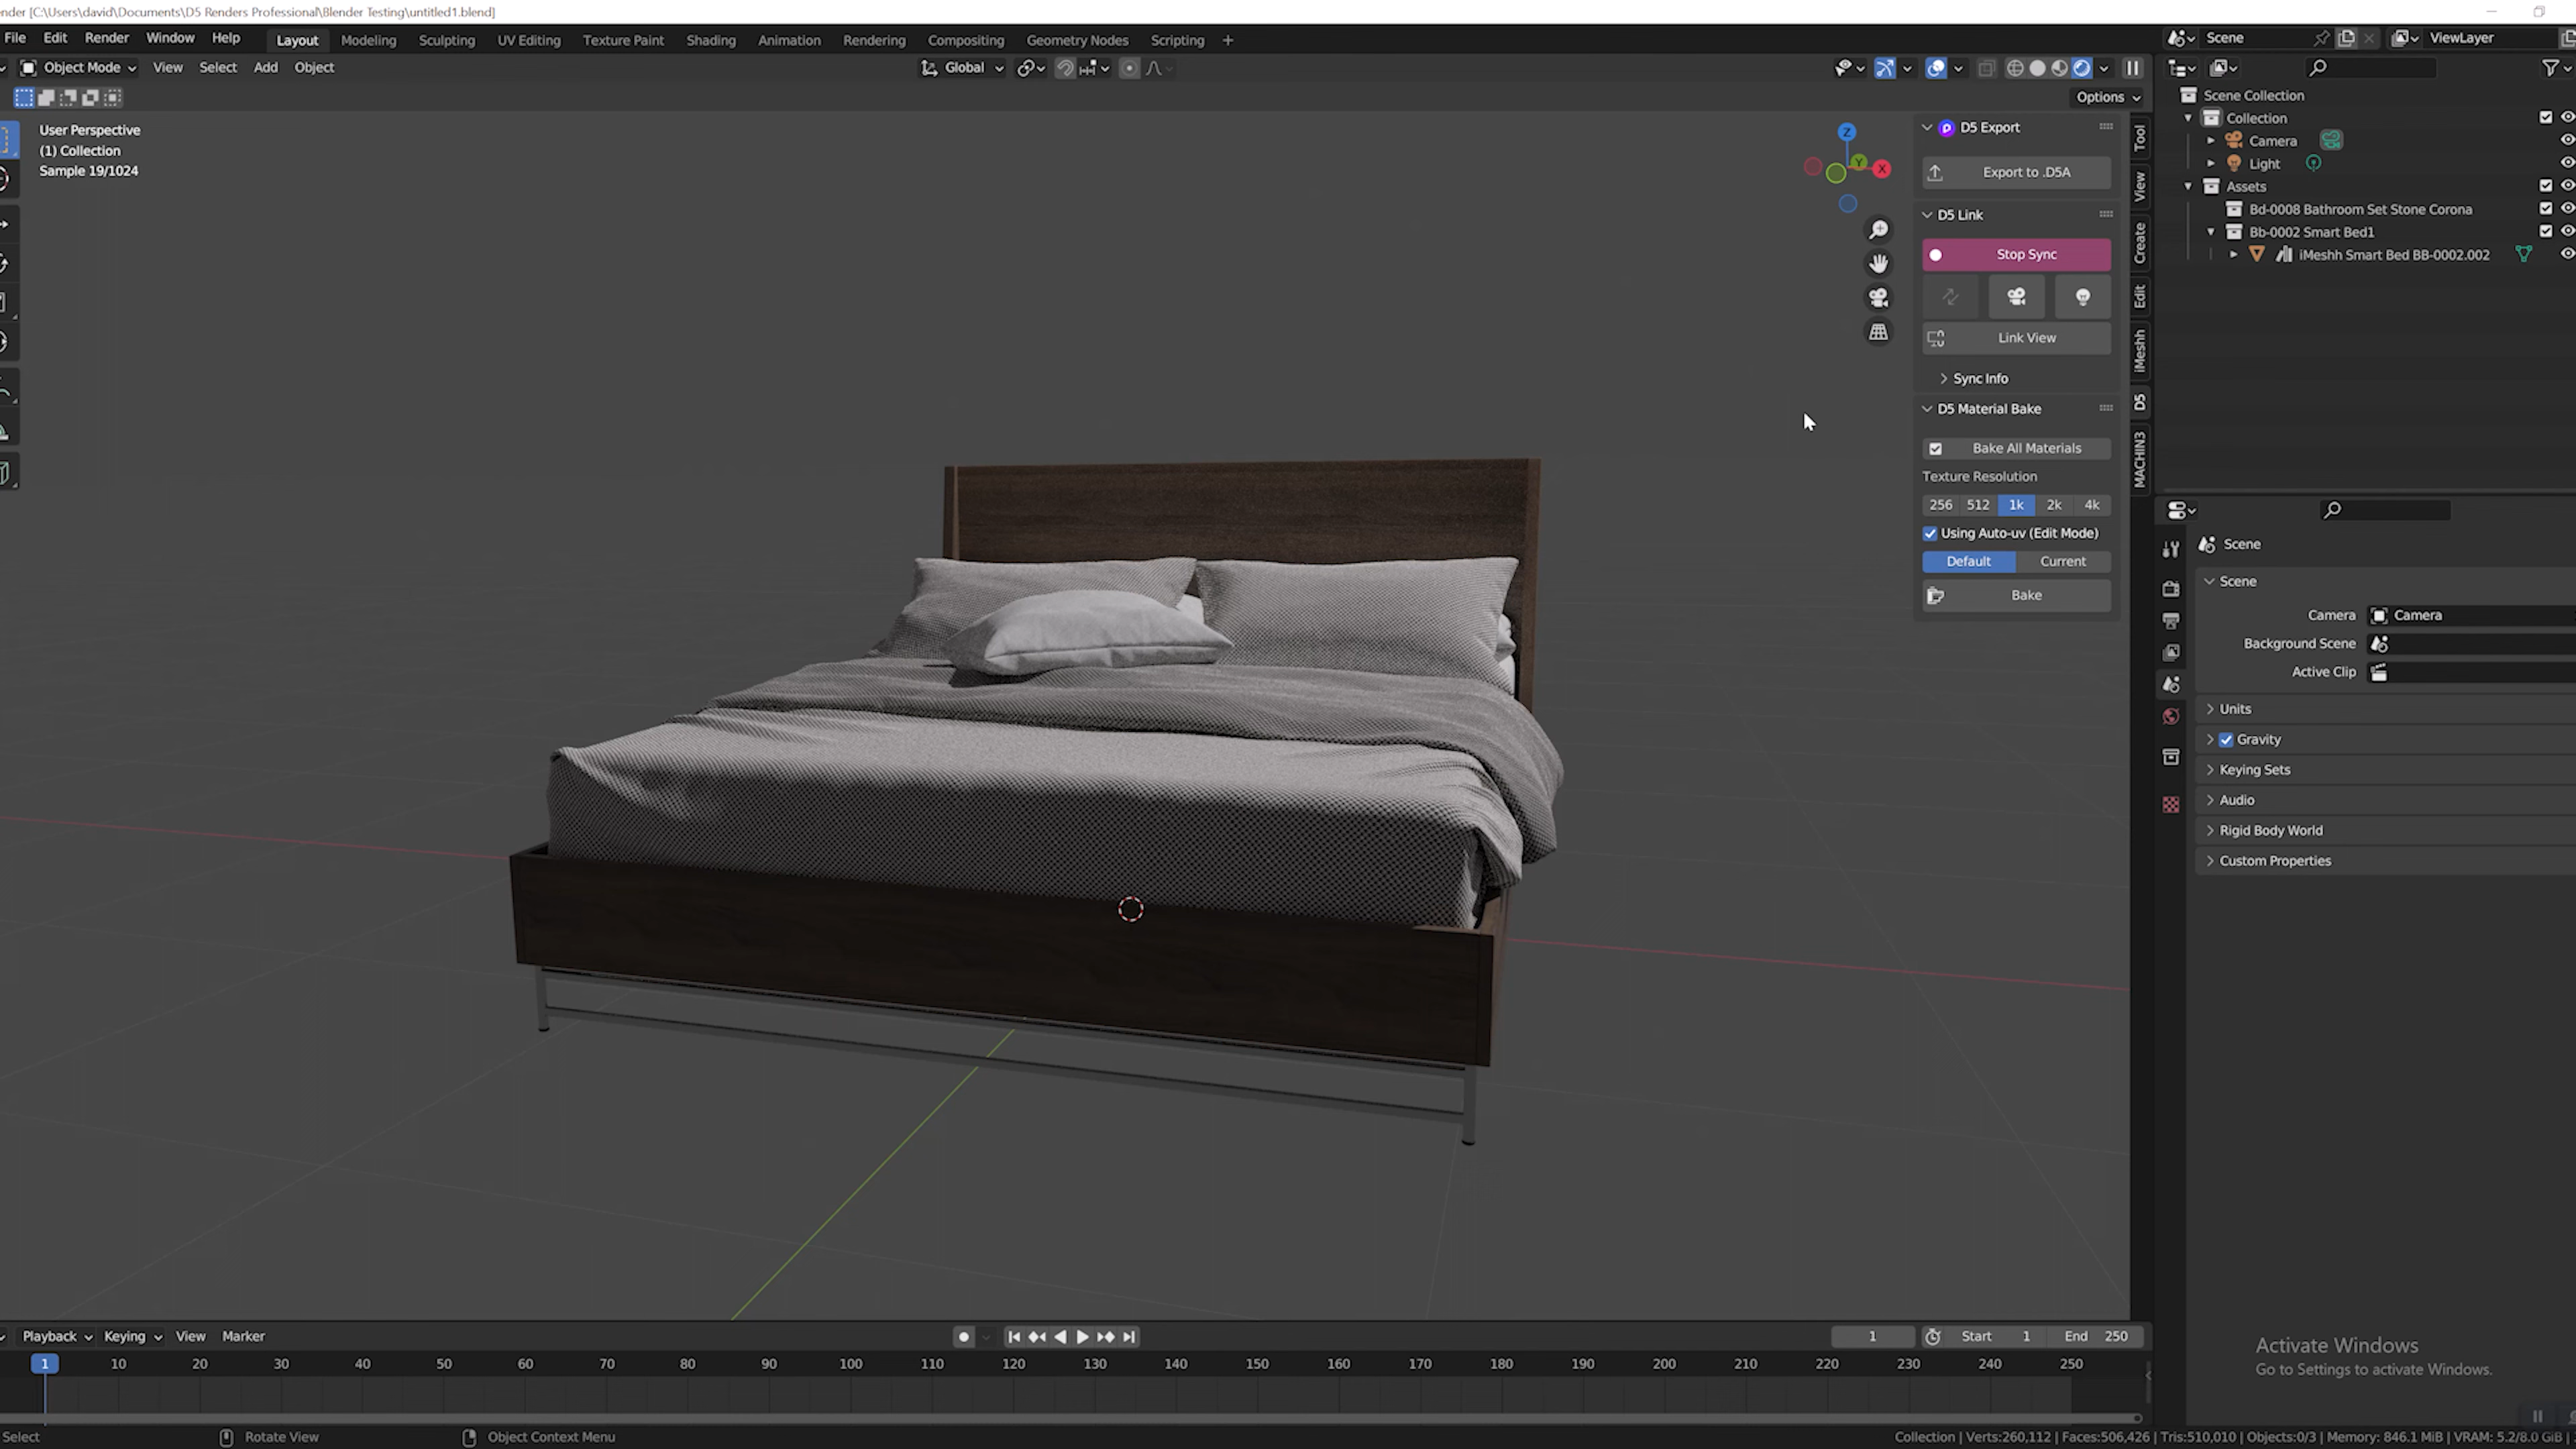 ender [C:\Users\david\Documents\D5 Renders Professional\Blender Testing\untitled1.blend]
File Edit Render Window Help Layout Modeling Sculpting UV Editing Texture Paint Shading Animation Rendering Compositing Geometry Nodes Scripting +
Scene ViewLayer
Object Mode View Select Add Object Global
Options
User Perspective
(1) Collection
Sample 19/1024
Z
Y
X
D5 Export
Export to .D5A
D5 Link
Stop Sync
Link View
Sync Info
D5 Material Bake
Bake All Materials
Texture Resolution
256 512 1k 2k 4k
Using Auto-uv (Edit Mode)
Default Current
Bake
Tool
View
Create
Edit
iMeshh
D5
MACHIN3
Scene Collection
Collection
Camera
Light
Assets
Bd-0008 Bathroom Set Stone Corona
Bb-0002 Smart Bed1
iMeshh Smart Bed BB-0002.002
Scene
Scene
Camera Camera
Background Scene
Active Clip
Units
Gravity
Keying Sets
Audio
Rigid Body World
Custom Properties
Activate Windows
Go to Settings to activate Windows.
Playback Keying View Marker 1 Start 1 End 250
1 10 20 30 40 50 60 70 80 90 100 110 120 130 140 150 160 170 180 190 200 210 220 230 240 250
Select Rotate View Object Context Menu Collection | Verts:260,112 | Faces:506,426 | Tris:510,010 | Objects:0/3 | Memory: 846.1 MiB | VRAM: 5.2/8.0 GiB |